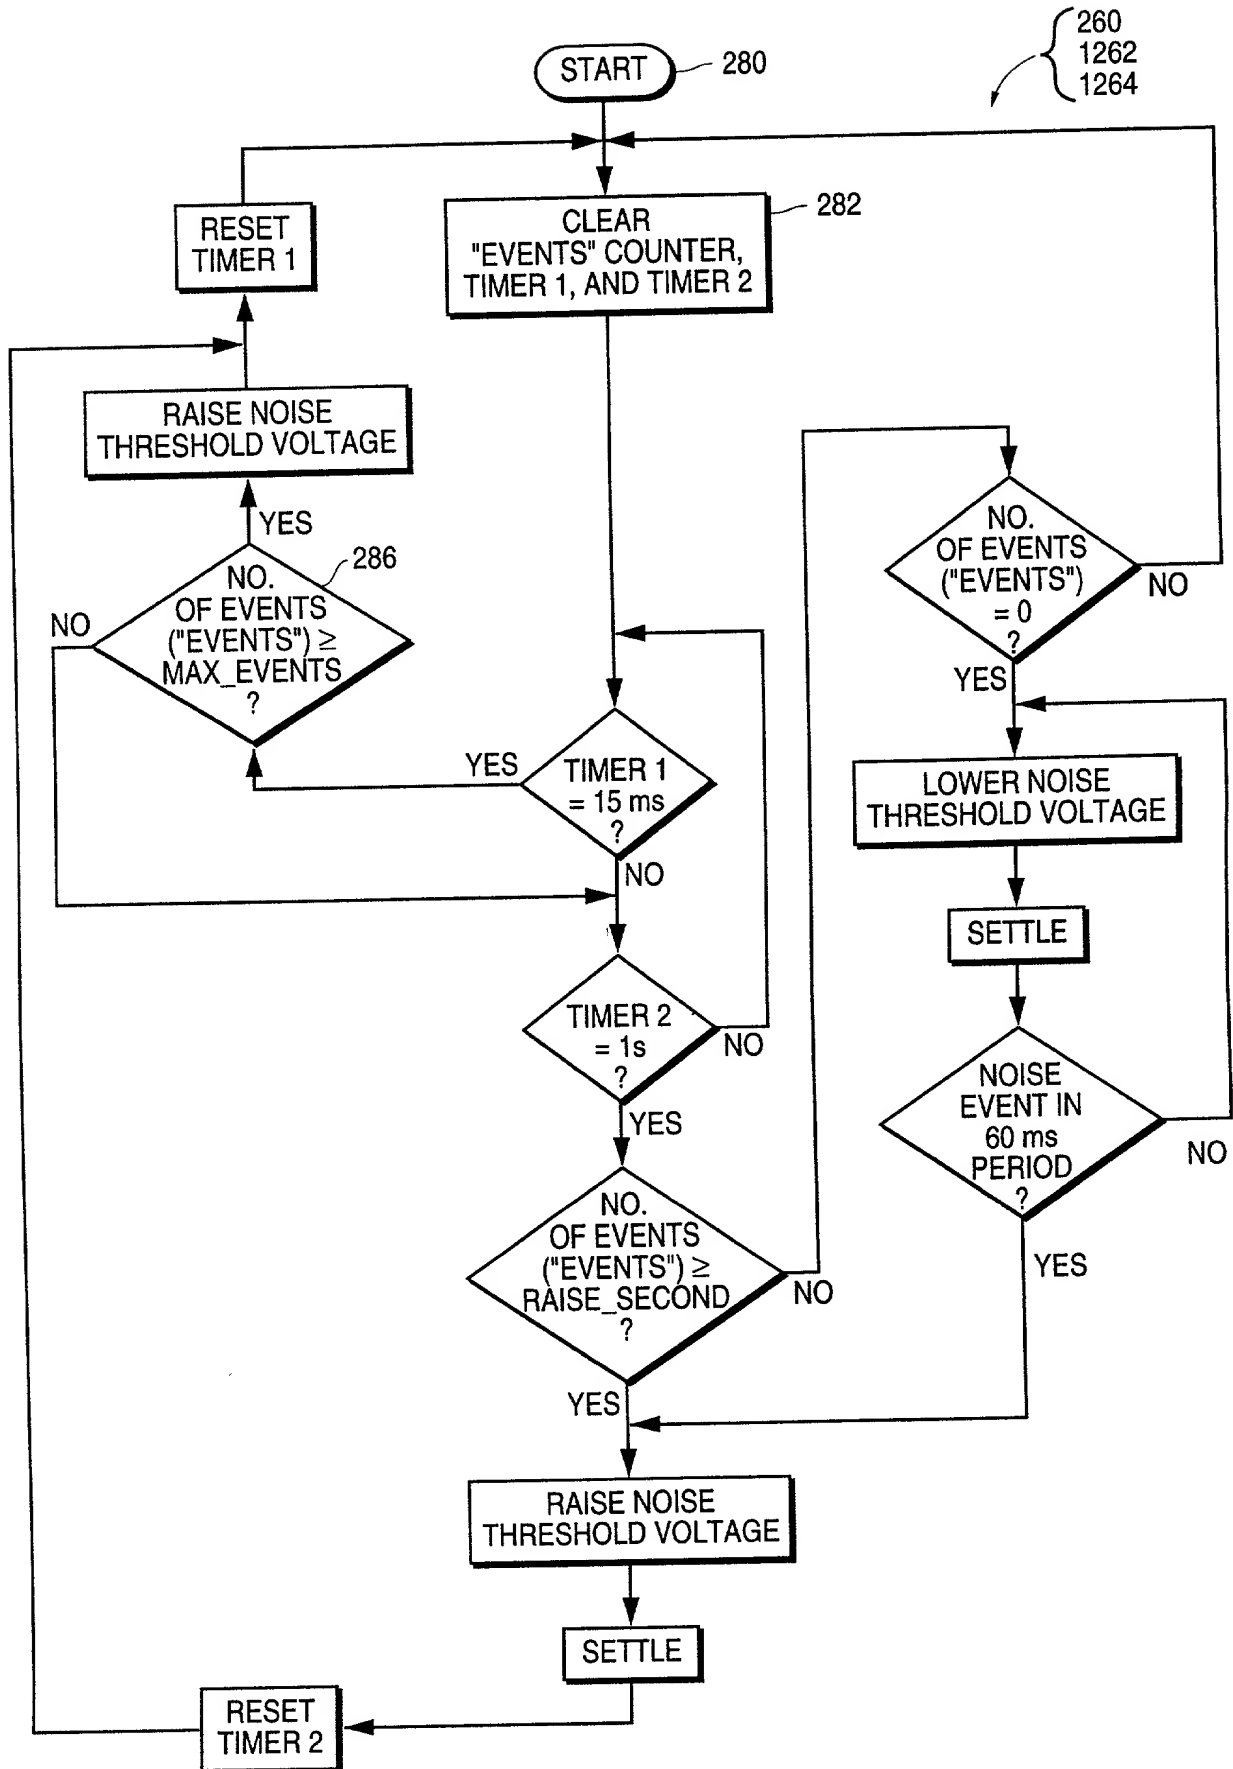 260
1262
1264
START
280
CLEAR
"EVENTS" COUNTER,
TIMER 1, AND TIMER 2
282
RESET
TIMER 1
RAISE NOISE
THRESHOLD VOLTAGE
YES
286
NO.
OF EVENTS
("EVENTS") ≥
MAX_EVENTS
?
NO
YES
TIMER 1
= 15 ms
?
NO
TIMER 2
= 1s
?
NO
YES
NO.
OF EVENTS
("EVENTS") ≥
RAISE_SECOND
?
NO
YES
NO.
OF EVENTS
("EVENTS")
= 0
?
NO
YES
LOWER NOISE
THRESHOLD VOLTAGE
SETTLE
NOISE
EVENT IN
60 ms
PERIOD
?
NO
YES
RAISE NOISE
THRESHOLD VOLTAGE
SETTLE
RESET
TIMER 2